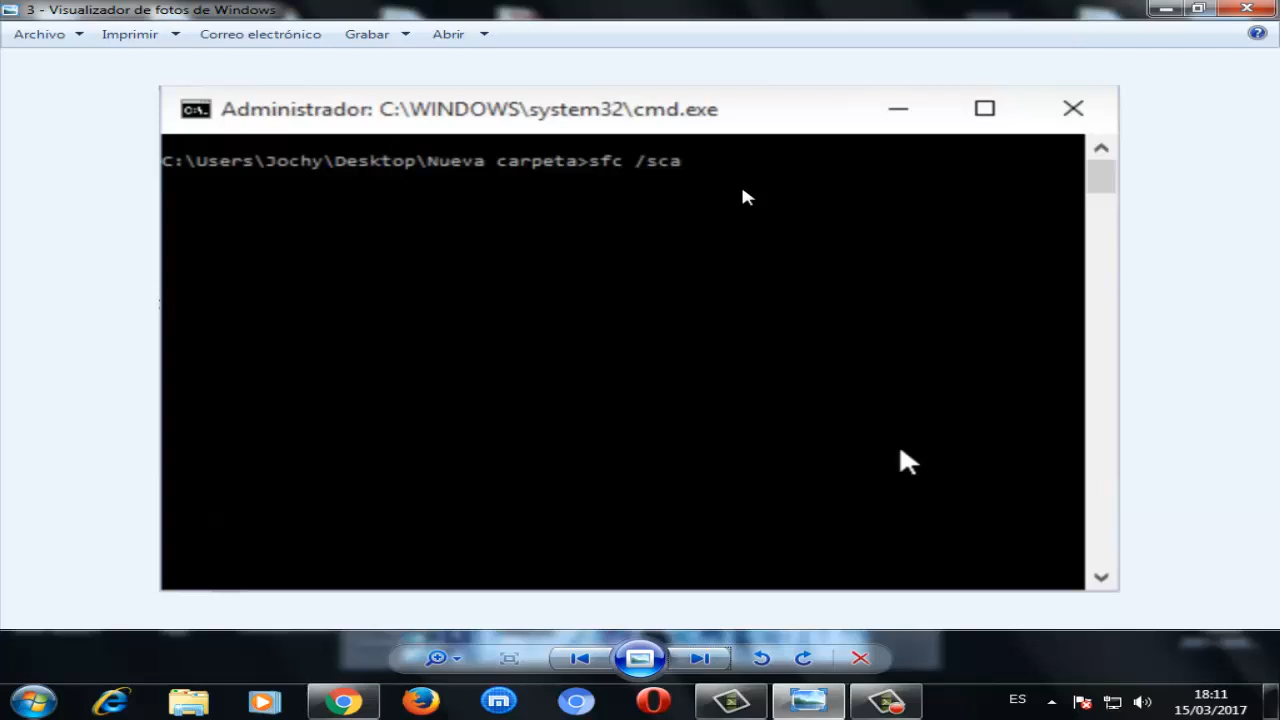 3 - Visualizador de fotos de Windows
Archivo Imprimir Correo electrónico Grabar Abrir
Administrador: C:\WINDOWS\system32\cmd.exe
C:\Users\Jochy\Desktop\Nueva carpeta>sfc /sca
ES
18:11
15/03/2017